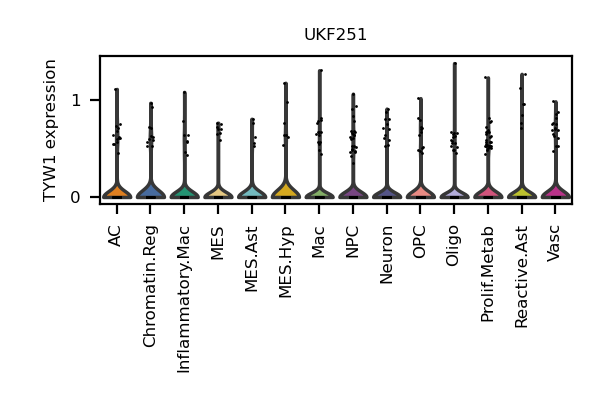 UKF251
TYW1 expression
1
0
AC
Chromatin.Reg
Inflammatory.Mac
MES
MES.Ast
MES.Hyp
Mac
NPC
Neuron
OPC
Oligo
Prolif.Metab
Reactive.Ast
Vasc